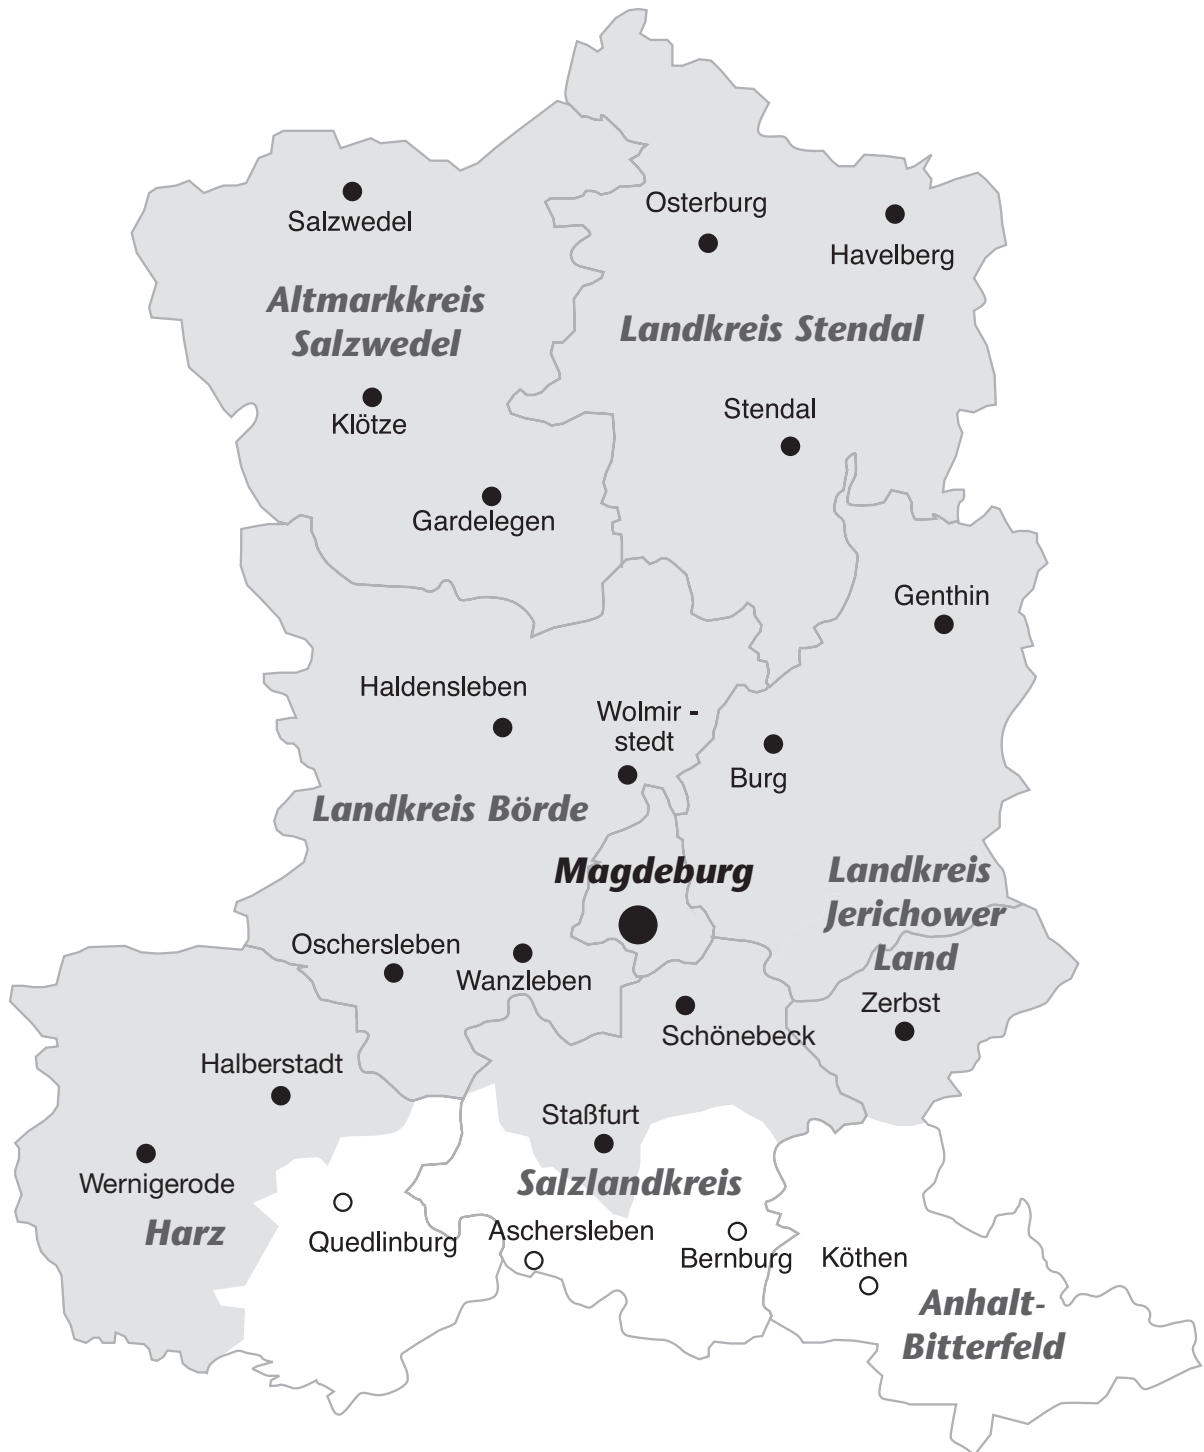 Osterburg
Salzwedel
Havelberg
Altmarkkreis
Salzwedel
Landkreis Stendal
Klötze
Stendal
Gardelegen
Genthin
Haldensleben
Wolmir -
stedt
Burg
Landkreis Börde
Magdeburg
Landkreis
Jerichower
Land
Oschersleben
Wanzleben
Zerbst
Schönebeck
Halberstadt
Staßfurt
Wernigerode
Salzlandkreis
Harz
Quedlinburg
Aschersleben
Bernburg
Köthen
Anhalt-
Bitterfeld